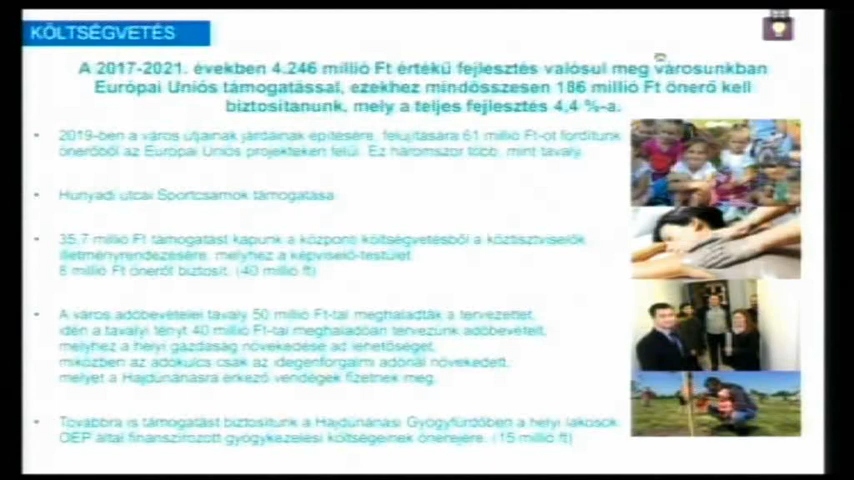 KÖLTSÉGVETÉS
A 2017-2021. években 4.246 millió Ft értékű fejlesztés valósul meg városunkban
Európai Uniós támogatással, ezekhez mindösszesen 186 millió Ft önerő kell
biztosítanunk, mely a teljes fejlesztés 4,4 %-a.
• 2019-ben a város útjainak járdáinak építésére, felújítására 61 millió Ft-ot fordítunk
önerőből az Európai Uniós projekteken felül. Ez háromszor több, mint tavaly.
• Hunyadi utcai Sportcsarnok támogatása
• 35,7 millió Ft támogatást kapunk a központi költségvetésből a köztisztviselők
illetményrendezésére, melyhez a képviselő-testület
8 millió Ft önerőt biztosít. (40 millió ft)
• A város adóbevételei tavaly 50 millió Ft-tal meghaladták a tervezettet,
idén a tavalyi tényt 40 millió Ft-tal meghaladóan tervezünk adóbevételt,
melyhez a helyi gazdaság növekedése ad lehetőséget,
miközben az adókulcs csak az idegenforgalmi adónál növekedett,
melyet a Hajdúnánásra érkező vendégek fizetnek meg.
• Továbbra is támogatást biztosítunk a Hajdúnánási Gyógyfürdőben a helyi lakosok
OEP által finanszírozott gyógykezelési költségeinek önerejére. (15 millió ft)